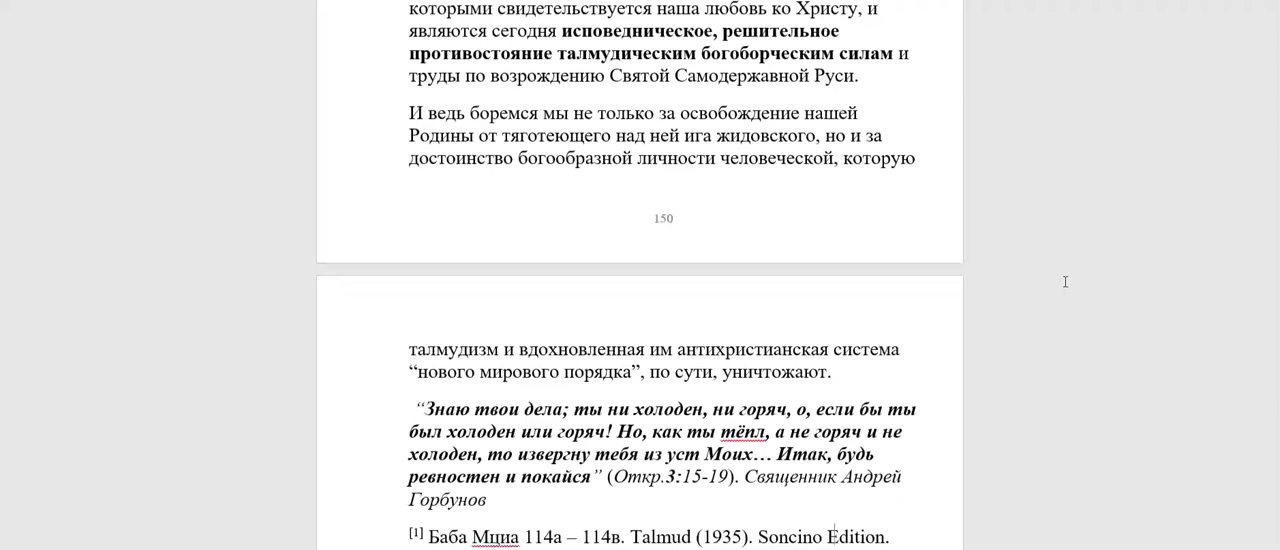 которыми свидетельствуется наша любовь ко Христу, и
являются сегодня исповедническое, решительное
противостояние талмудическим богоборческим силам и
труды по возрождению Святой Самодержавной Руси.
И ведь боремся мы не только за освобождение нашей
Родины от тяготеющего над ней ига жидовского, но и за
достоинство богообразной личности человеческой, которую
150
талмудизм и вдохновленная им антихристианская система
“нового мирового порядка”, по сути, уничтожают.
“Знаю твои дела; ты ни холоден, ни горяч, о, если бы ты
был холоден или горяч! Но, как ты тёпл, а не горяч и не
холоден, то извергну тебя из уст Моих… Итак, будь
ревностен и покайся” (Откр.3:15-19). Священник Андрей
Горбунов
[1] Баба Мциа 114а – 114в. Talmud (1935). Soncino Edition.